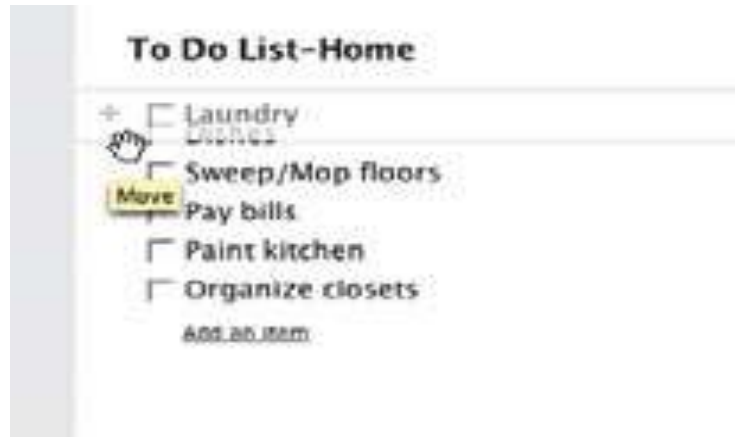 To Do List-Home
Laundry
Dishes
Sweep/Mop floors
Move
Pay bills
Paint kitchen
Organize closets
Add an item